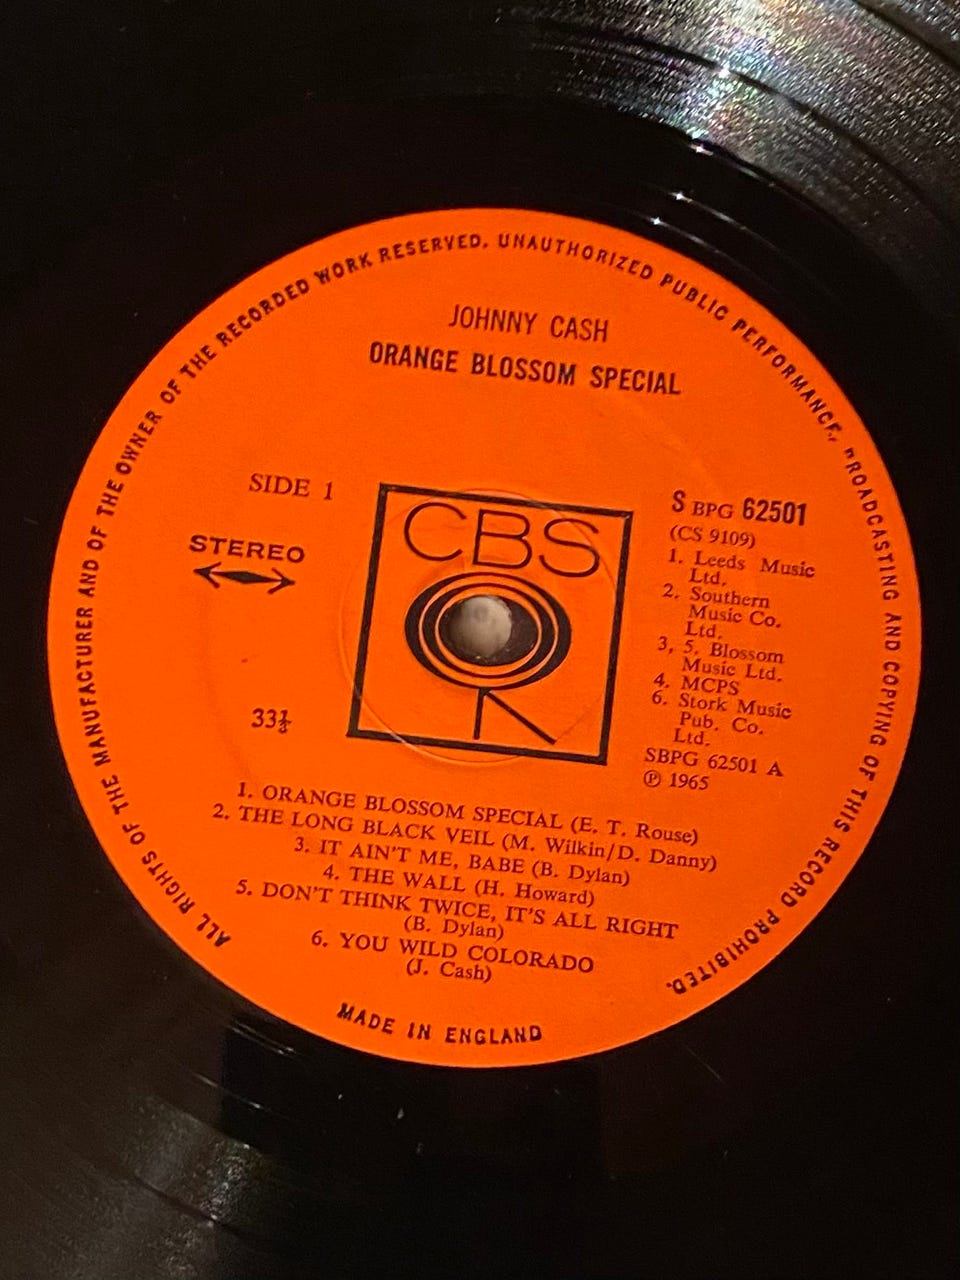 ALL RIGHTS OF THE MANUFACTURER AND OF THE OWNER OF THE RECORDED WORK RESERVED. UNAUTHORIZED PUBLIC PERFORMANCE, BROADCASTING AND COPYING OF THIS RECORD PROHIBITED.
JOHNNY CASH
ORANGE BLOSSOM SPECIAL
SIDE 1
STEREO
33⅓
CBS
S BPG 62501
(CS 9109)
1. Leeds Music
Ltd.
2. Southern
Music Co.
Ltd.
3, 5. Blossom
Music Ltd.
4. MCPS
6. Stork Music
Pub. Co.
Ltd.
SBPG 62501 A
℗ 1965
1. ORANGE BLOSSOM SPECIAL (E. T. Rouse)
2. THE LONG BLACK VEIL (M. Wilkin/D. Danny)
3. IT AIN'T ME, BABE (B. Dylan)
4. THE WALL (H. Howard)
5. DON'T THINK TWICE, IT'S ALL RIGHT
(B. Dylan)
6. YOU WILD COLORADO
(J. Cash)
MADE IN ENGLAND